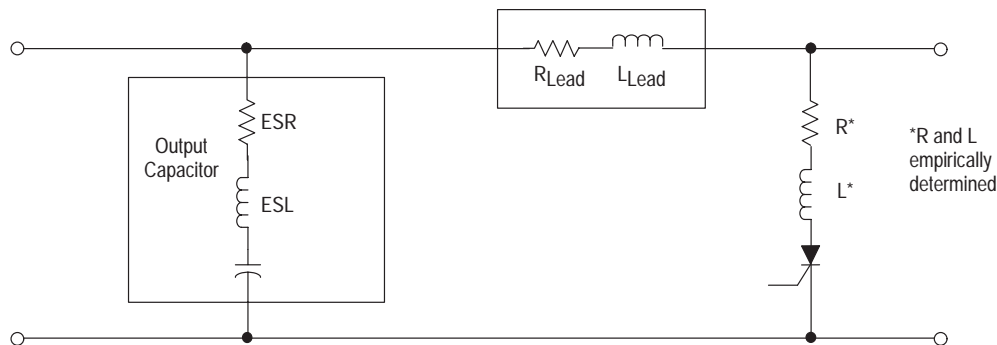 RLead
LLead
ESR
Output
Capacitor
ESL
R*
L*
*R and L
empirically
determined